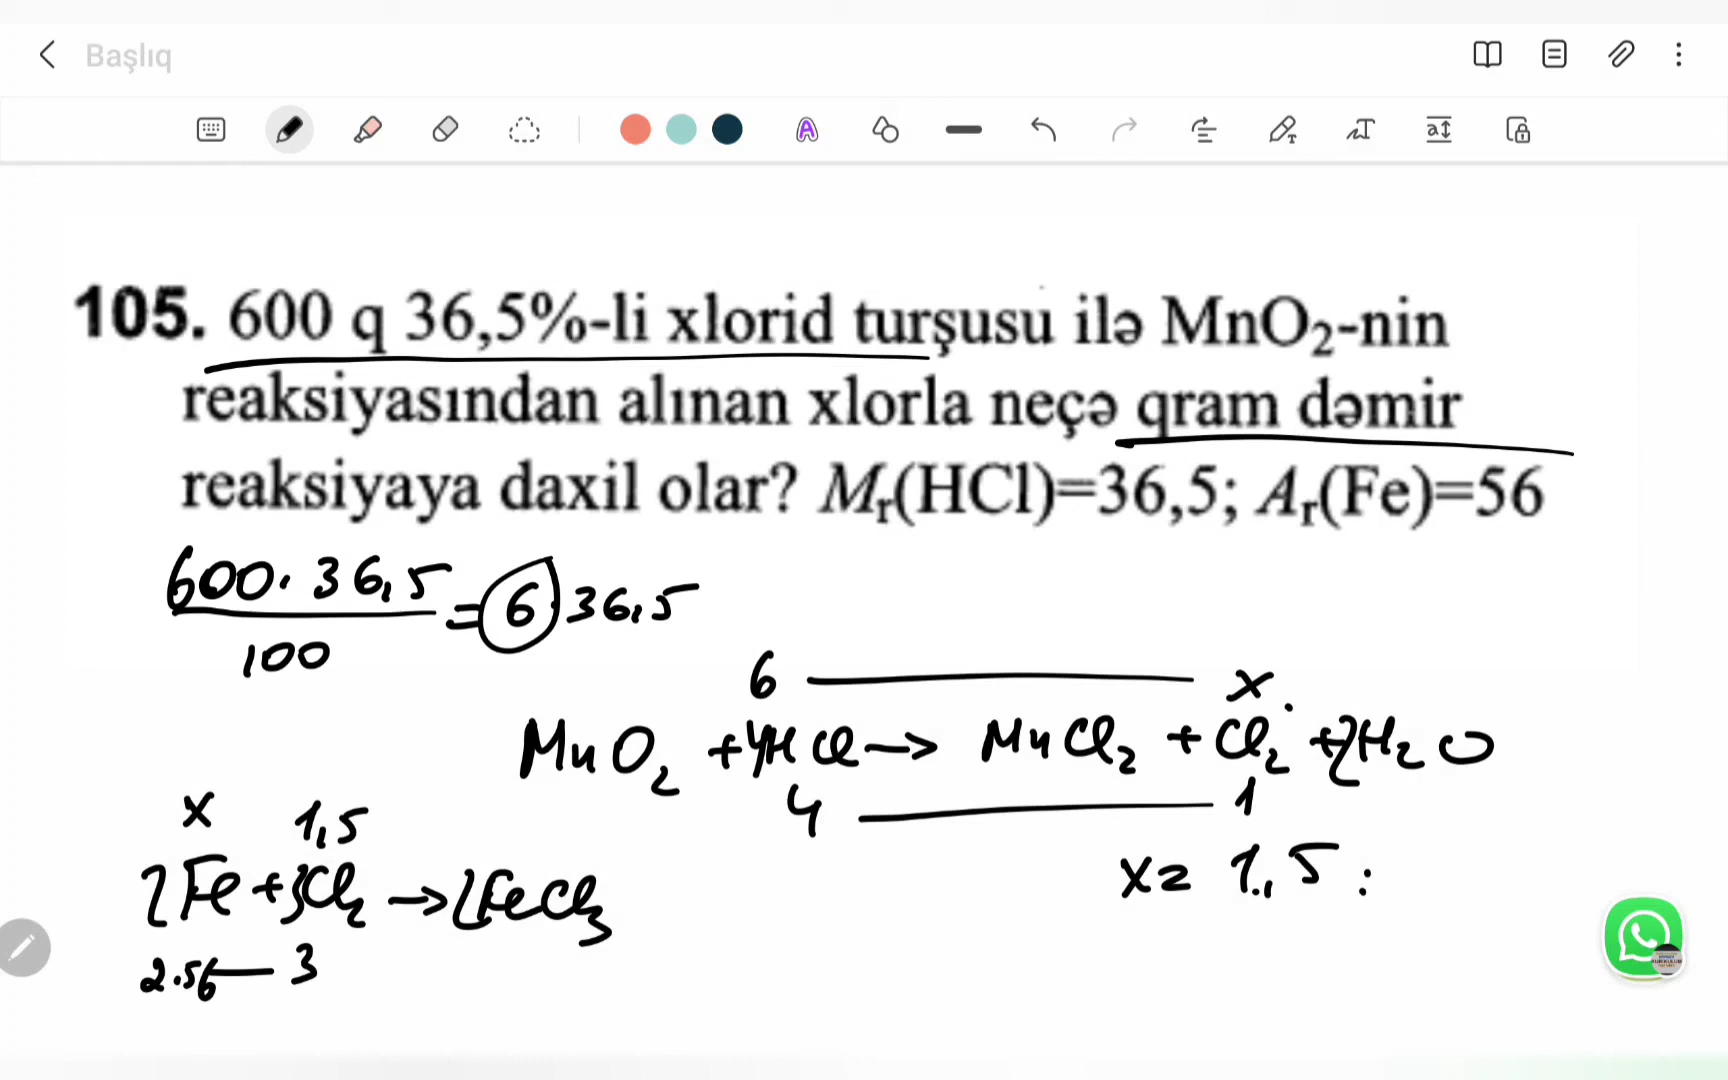 Başlıq
105. 600 q 36,5%-li xlorid turşusu ilə MnO₂-nin
reaksiyasından alınan xlorla neçə qram dəmir
reaksiyaya daxil olar? Mr(HCl)=36,5; Ar(Fe)=56
600·36,5
100
= 6·36,5
6 x
MnO₂ + 4HCl → MnCl₂ + Cl₂ + 2H₂O
4 1
x = 1,5
x 1,5
2Fe + 3Cl₂ → 2FeCl₃
2·56 — 3